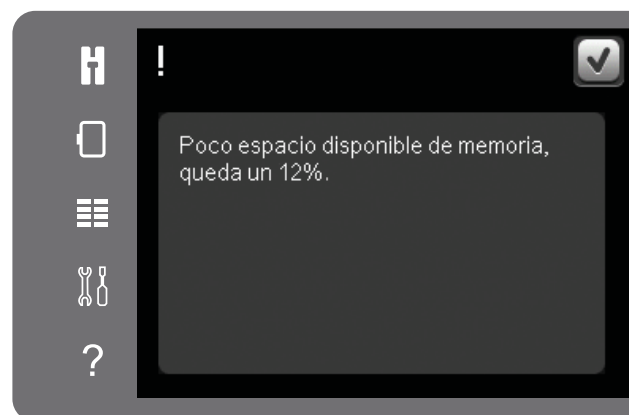 !
Poco espacio disponible de memoria,
queda un 12%.
?